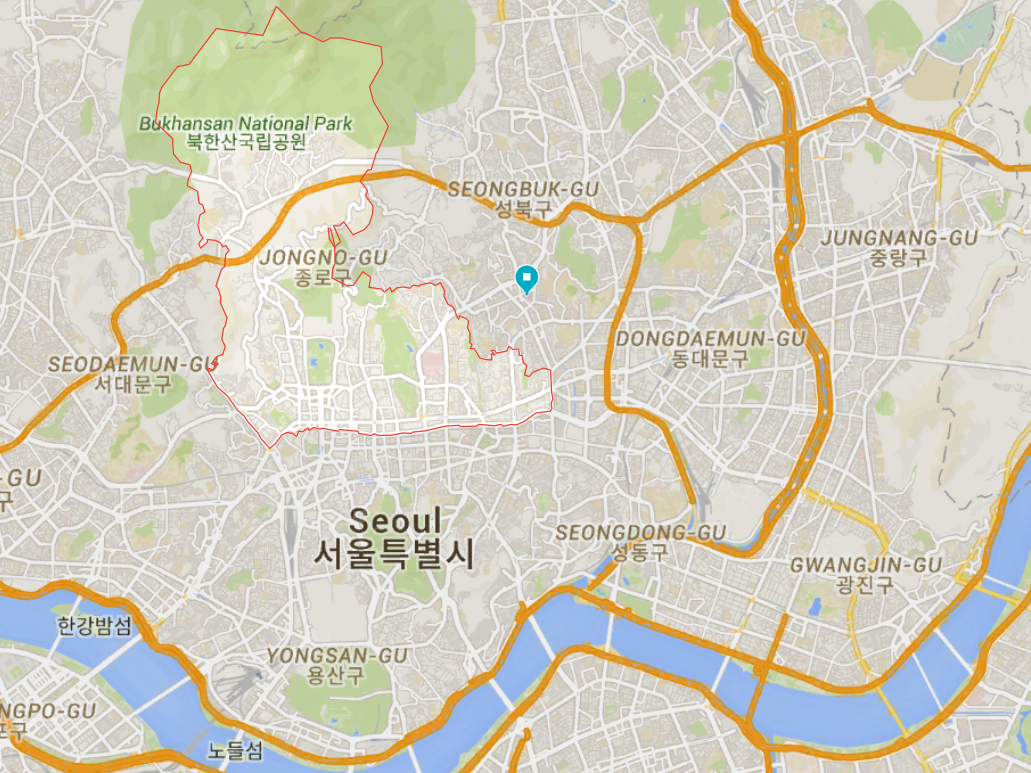 Bukhansan National Park
북한산국립공원
SEONGBUK-GU
성북구
JUNGNANG-GU
중랑구
JONGNO-GU
종로구
DONGDAEMUN-GU
동대문구
SEODAEMUN-GU
서대문구
-GU
구
Seoul
서울특별시
SEONGDONG-GU
성동구
GWANGJIN-GU
광진구
한강밤섬
YONGSAN-GU
용산구
NGPO-GU
포구
노들섬